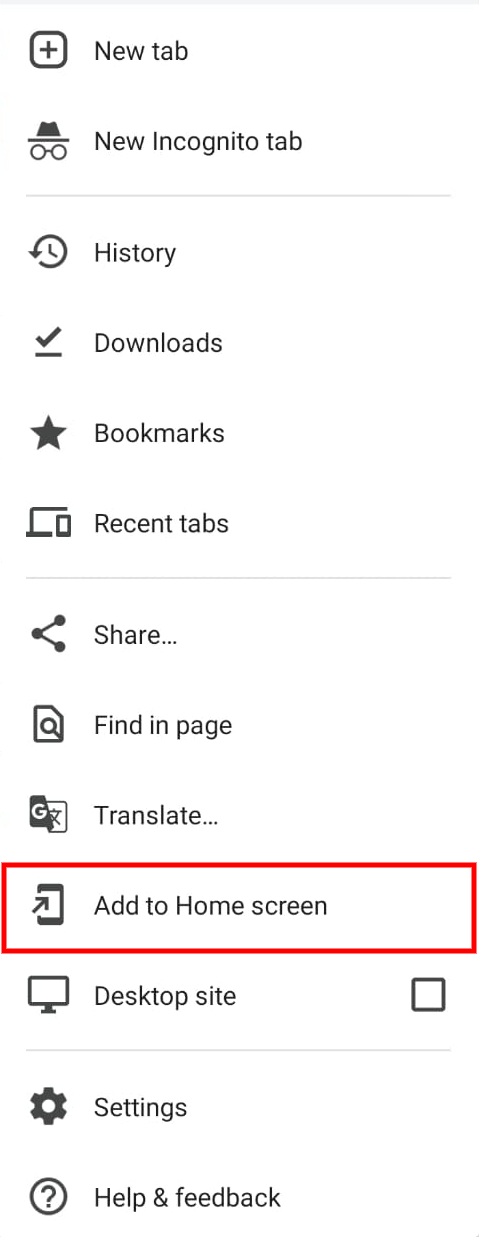 New tab
New Incognito tab
History
Downloads
Bookmarks
Recent tabs
Share...
Find in page
Translate...
Add to Home screen
Desktop site
Settings
Help & feedback